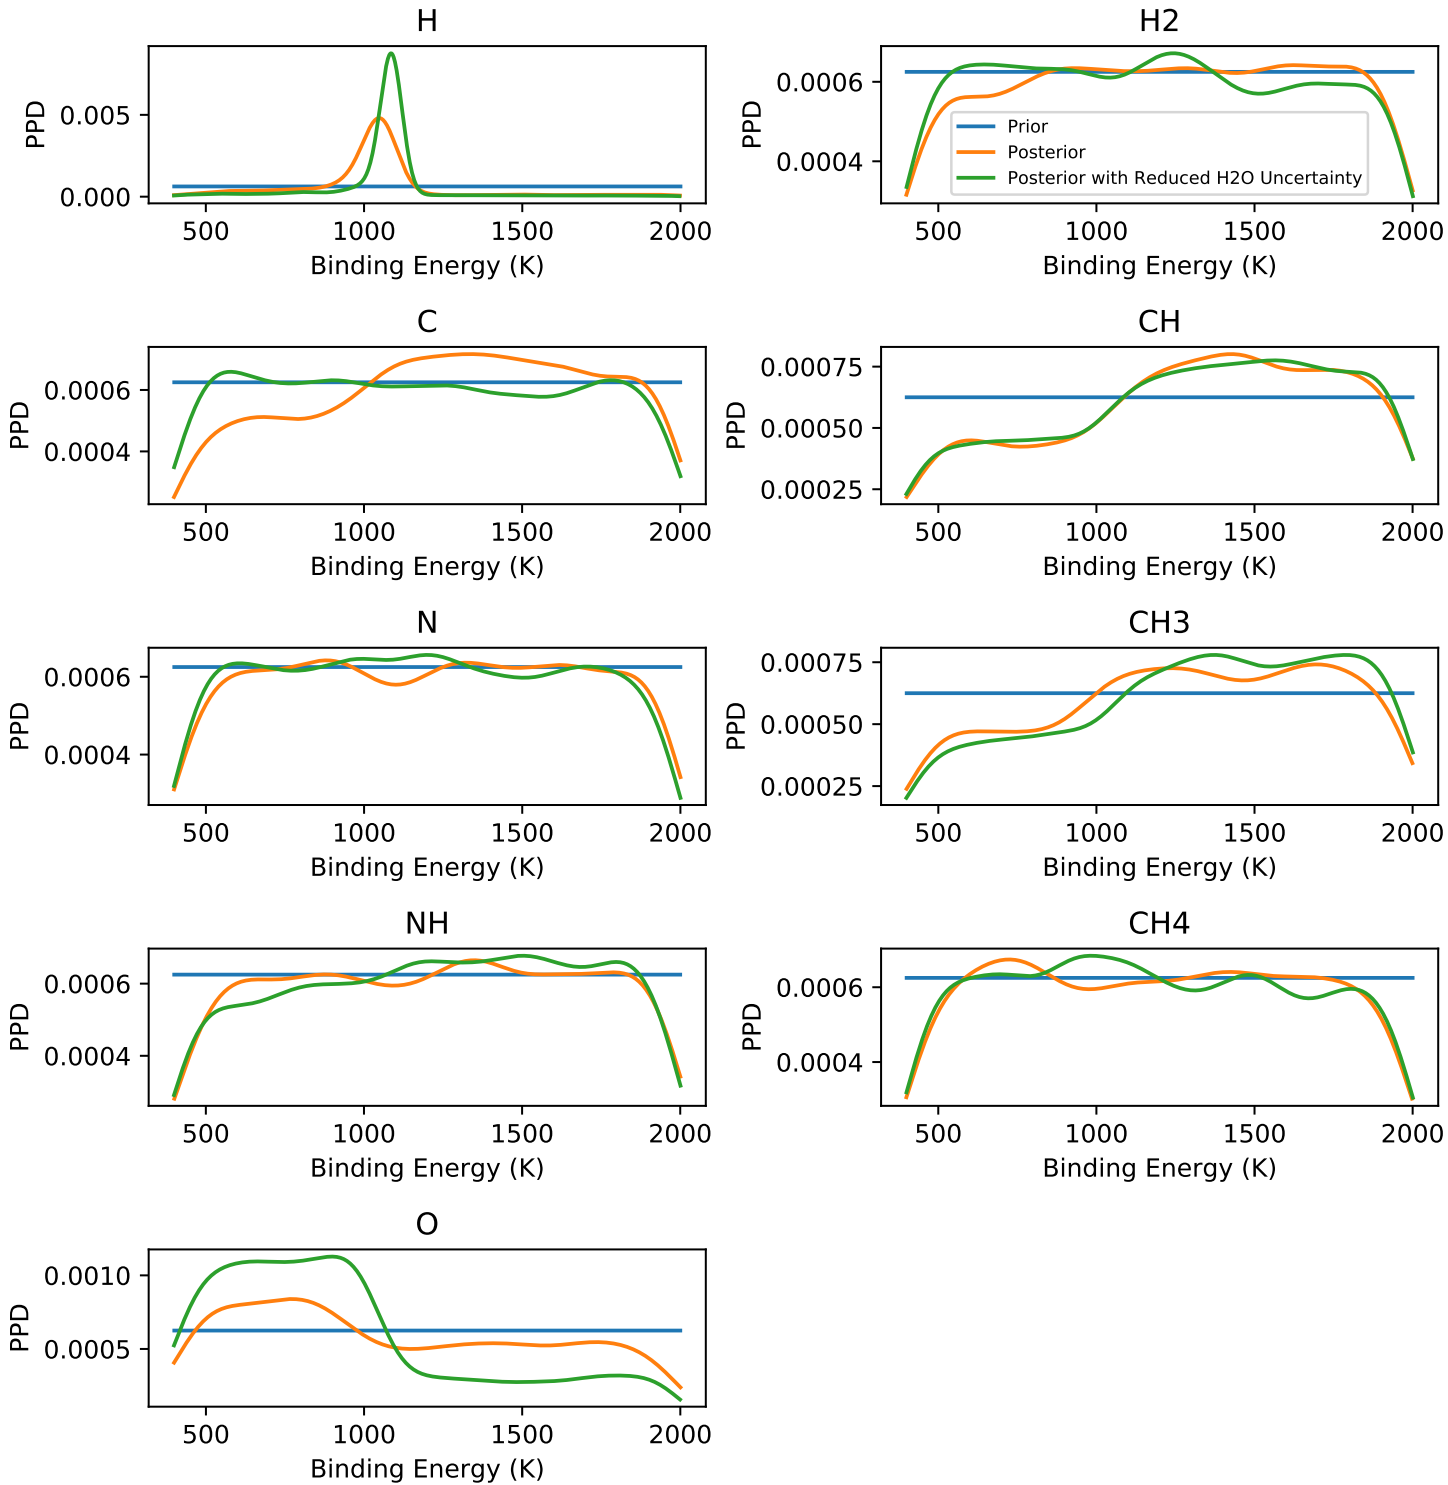 H
PPD
0.005
0.000
500 1000 1500 2000
Binding Energy (K)
H2
PPD
0.0006
0.0004
Prior
Posterior
Posterior with Reduced H2O Uncertainty
500 1000 1500 2000
Binding Energy (K)
C
PPD
0.0006
0.0004
500 1000 1500 2000
Binding Energy (K)
CH
PPD
0.00075
0.00050
0.00025
500 1000 1500 2000
Binding Energy (K)
N
PPD
0.0006
0.0004
500 1000 1500 2000
Binding Energy (K)
CH3
PPD
0.00075
0.00050
0.00025
500 1000 1500 2000
Binding Energy (K)
NH
PPD
0.0006
0.0004
500 1000 1500 2000
Binding Energy (K)
CH4
PPD
0.0006
0.0004
500 1000 1500 2000
Binding Energy (K)
O
PPD
0.0010
0.0005
500 1000 1500 2000
Binding Energy (K)